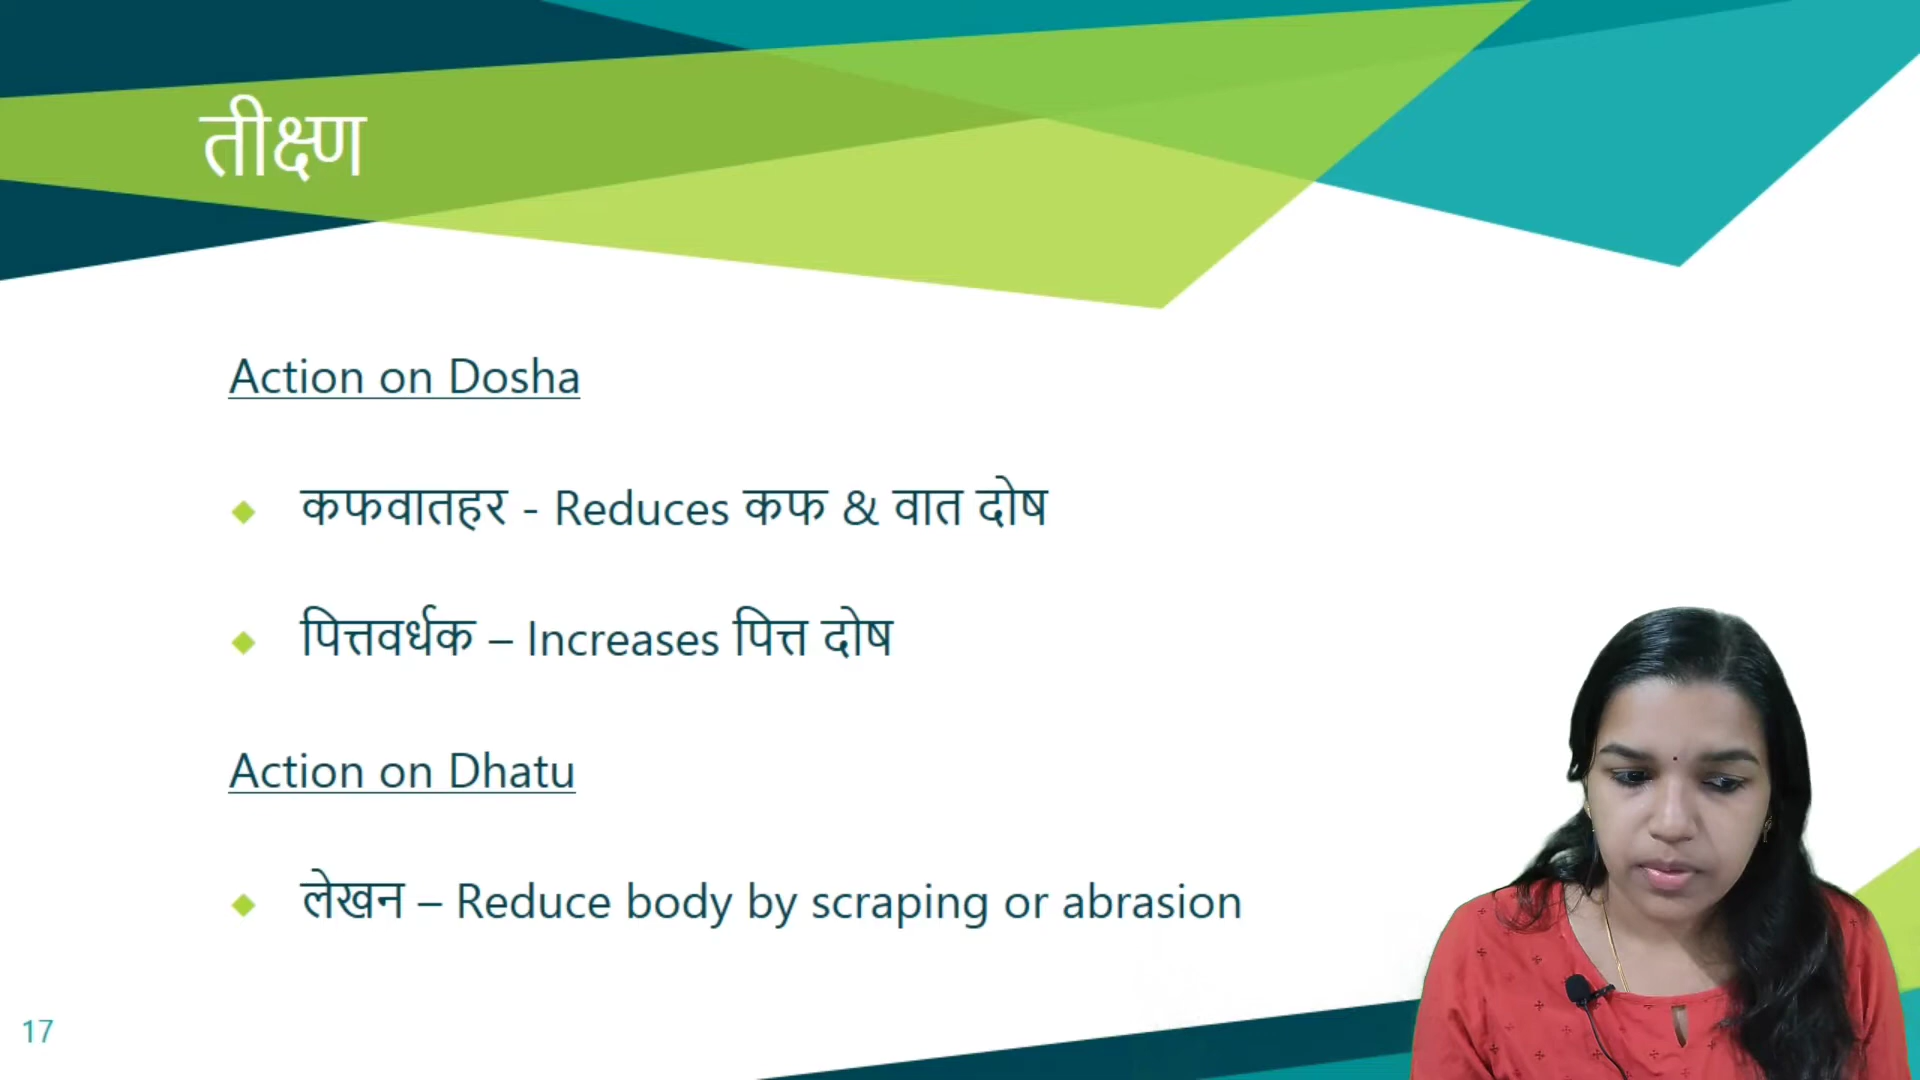 तीक्ष्ण
Action on Dosha
कफवातहर - Reduces कफ & वात दोष
पित्तवर्धक – Increases पित्त दोष
Action on Dhatu
लेखन – Reduce body by scraping or abrasion
17